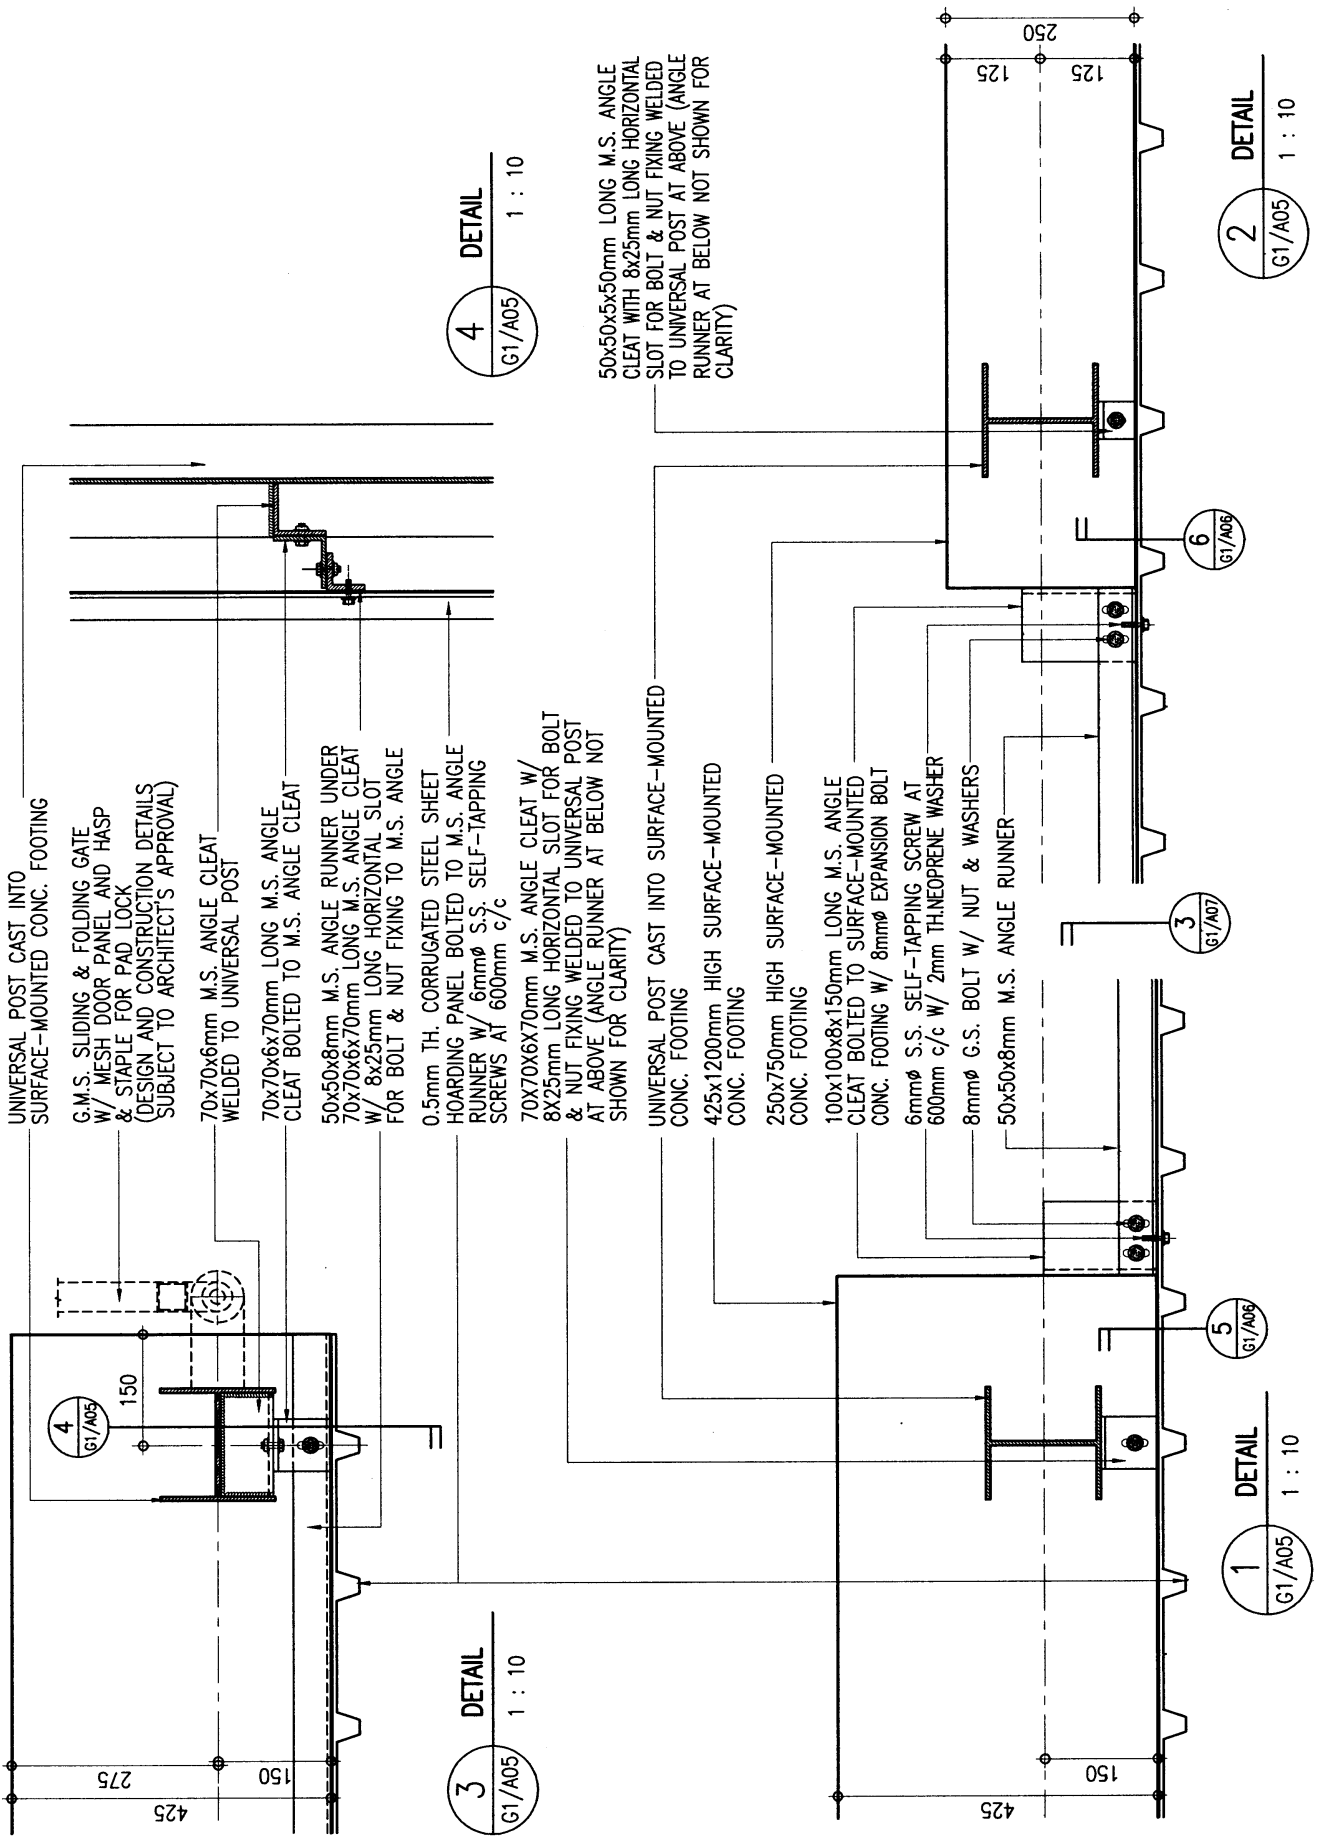 UNIVERSAL POST CAST INTO
SURFACE-MOUNTED CONC. FOOTING
G.M.S. SLIDING & FOLDING GATE
W/ MESH DOOR PANEL AND HASP
& STAPLE FOR PAD LOCK
(DESIGN AND CONSTRUCTION DETAILS
SUBJECT TO ARCHITECT'S APPROVAL)
70x70x6mm M.S. ANGLE CLEAT
WELDED TO UNIVERSAL POST
70x70x6x70mm LONG M.S. ANGLE
CLEAT BOLTED TO M.S. ANGLE CLEAT
50x50x8mm M.S. ANGLE RUNNER UNDER
70x70x6x70mm LONG M.S. ANGLE CLEAT
W/ 8x25mm LONG HORIZONTAL SLOT
FOR BOLT & NUT FIXING TO M.S. ANGLE
0.5mm TH. CORRUGATED STEEL SHEET
HOARDING PANEL BOLTED TO M.S. ANGLE
RUNNER W/ 6mmø S.S. SELF-TAPPING
SCREWS AT 600mm c/c
70X70X6X70mm M.S. ANGLE CLEAT W/
8X25mm LONG HORIZONTAL SLOT FOR BOLT
& NUT FIXING WELDED TO UNIVERSAL POST
AT ABOVE (ANGLE RUNNER AT BELOW NOT
SHOWN FOR CLARITY)
UNIVERSAL POST CAST INTO SURFACE-MOUNTED
CONC. FOOTING
425x1200mm HIGH SURFACE-MOUNTED
CONC. FOOTING
250x750mm HIGH SURFACE-MOUNTED
CONC. FOOTING
100x100x8x150mm LONG M.S. ANGLE
CLEAT BOLTED TO SURFACE-MOUNTED
CONC. FOOTING W/ 8mmø EXPANSION BOLT
6mmø S.S. SELF-TAPPING SCREW AT
600mm c/c W/ 2mm TH.NEOPRENE WASHER
8mmø G.S. BOLT W/ NUT & WASHERS
50x50x8mm M.S. ANGLE RUNNER
50x50x5x50mm LONG M.S. ANGLE
CLEAT WITH 8x25mm LONG HORIZONTAL
SLOT FOR BOLT & NUT FIXING WELDED
TO UNIVERSAL POST AT ABOVE (ANGLE
RUNNER AT BELOW NOT SHOWN FOR
CLARITY)
4
G1/A05
150
275
150
425
3
G1/A05
DETAIL
1 : 10
4
G1/A05
DETAIL
1 : 10
425
150
5
G1/A06
1
G1/A05
DETAIL
1 : 10
3
G1/A07
6
G1/A06
125
125
250
2
G1/A05
DETAIL
1 : 10